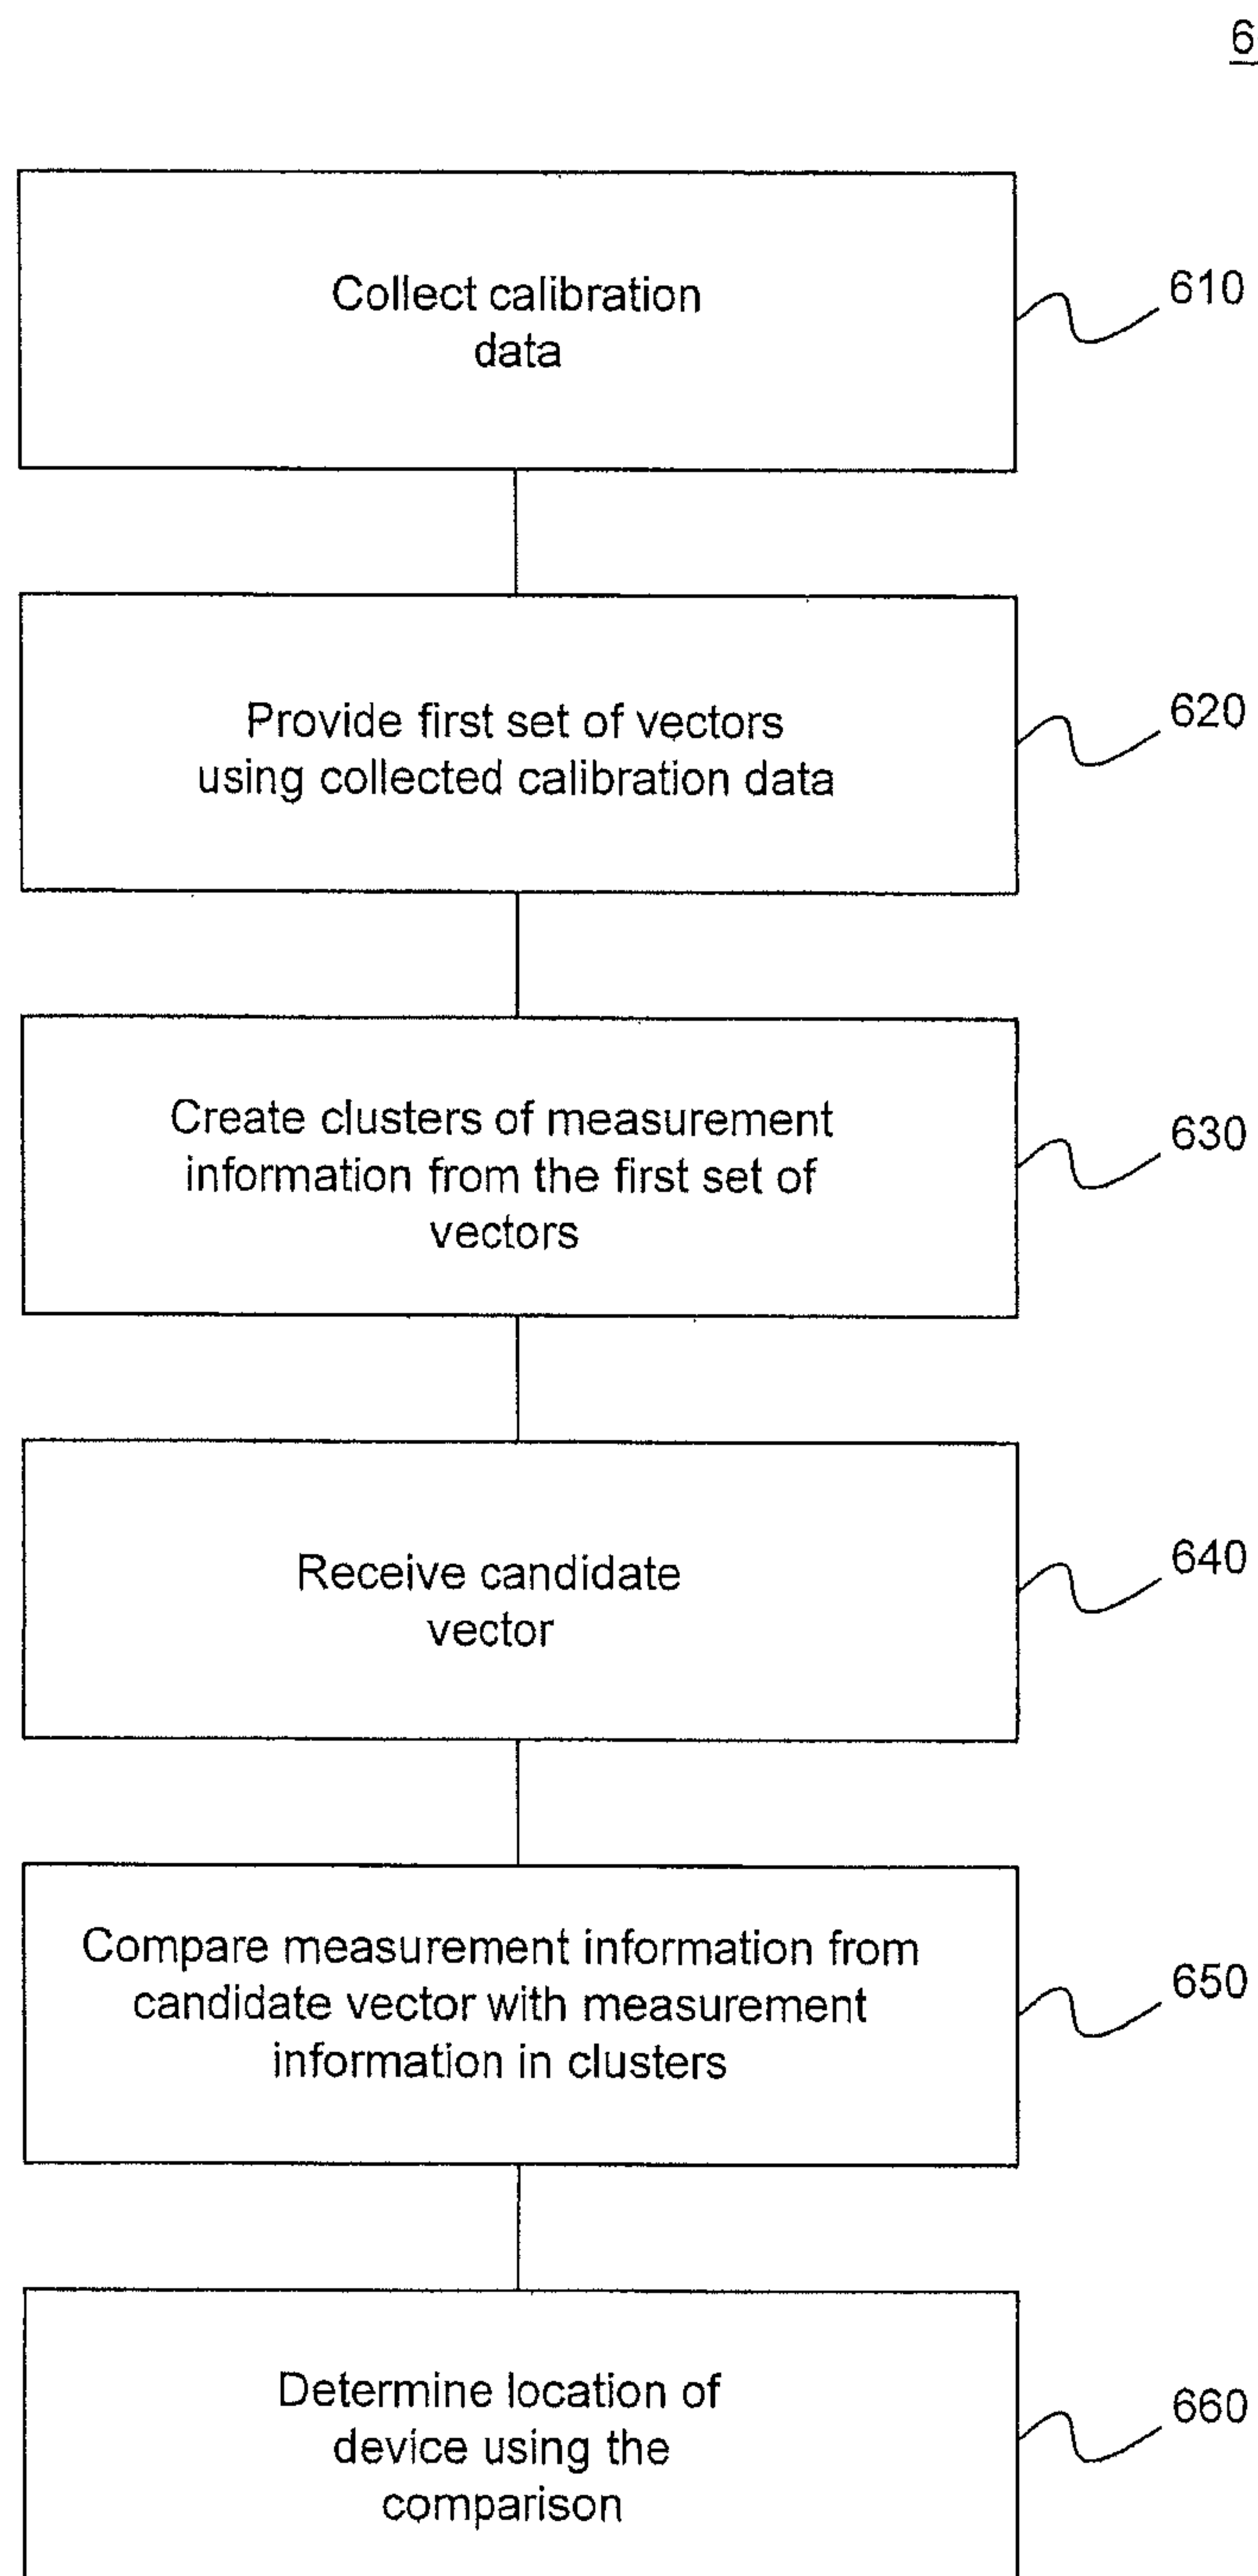 6
Collect calibration
data
610
Provide first set of vectors
using collected calibration data
620
Create clusters of measurement
information from the first set of
vectors
630
Receive candidate
vector
640
Compare measurement information from
candidate vector with measurement
information in clusters
650
Determine location of
device using the
comparison
660